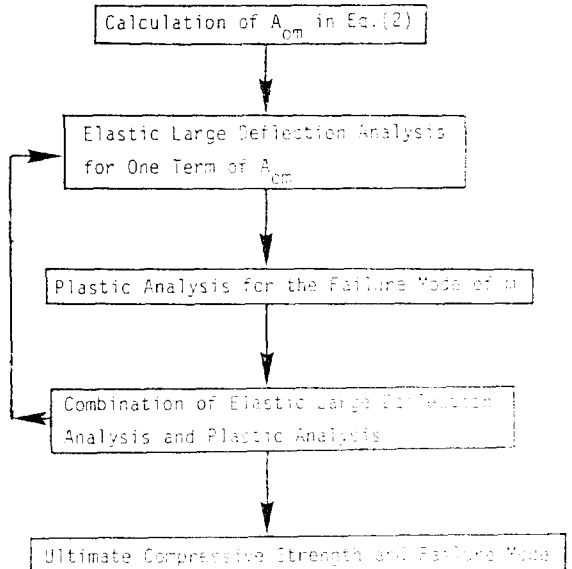 Calculation of A_om in Eq.(2)
Elastic Large Deflection Analysis
for One Term of A_om
Plastic Analysis for the Failure Mode of m
Combination of Elastic Large Deflection
Analysis and Plastic Analysis
Ultimate Compressive Strength and Failure Mode